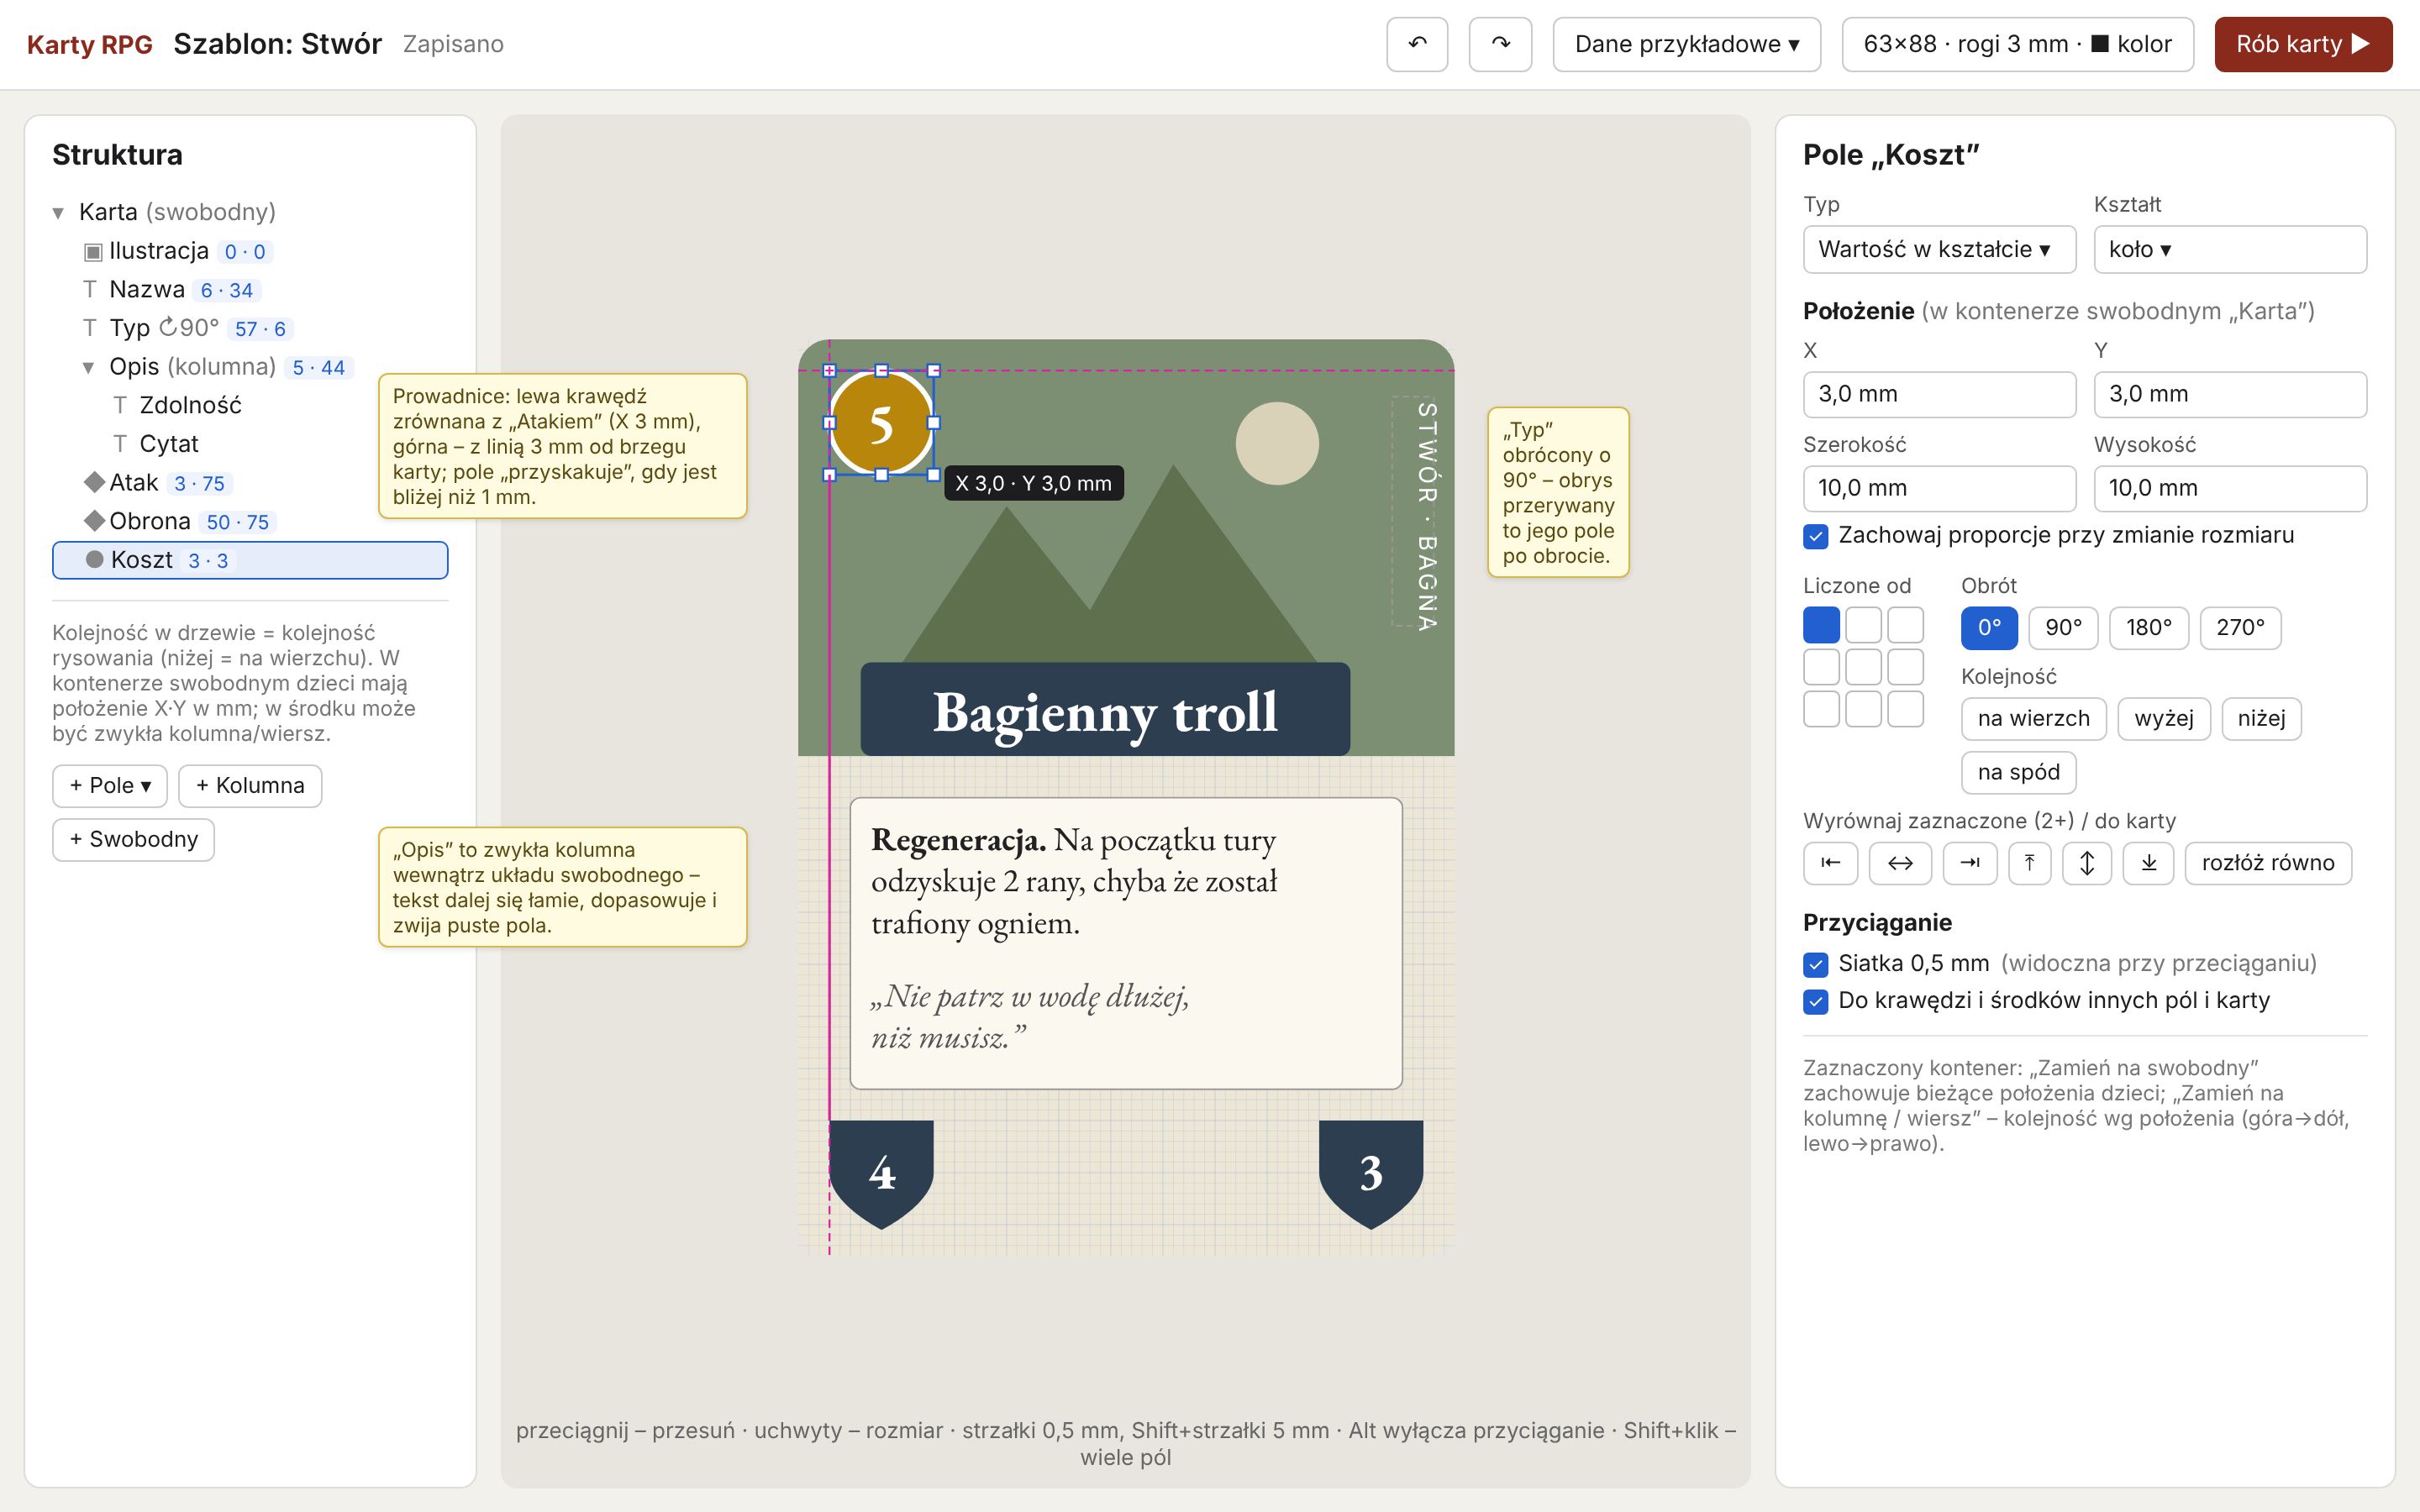 Karty RPG Szablon: Stwór Zapisano ↶ ↷ Dane przykładowe ▾ 63×88 · rogi 3 mm · ■ kolor Rób karty ▶
Struktura
▾ Karta (swobodny)
▣ Ilustracja 0 · 0
T Nazwa 6 · 34
T Typ ↻90° 57 · 6
▾ Opis (kolumna) 5 · 44
T Zdolność
T Cytat
◆ Atak 3 · 75
◆ Obrona 50 · 75
● Koszt 3 · 3
Kolejność w drzewie = kolejność
rysowania (niżej = na wierzchu). W
kontenerze swobodnym dzieci mają
położenie X·Y w mm; w środku może
być zwykła kolumna/wiersz.
+ Pole ▾ + Kolumna
+ Swobodny
Prowadnice: lewa krawędź
zrównana z „Atakiem” (X 3 mm),
górna – z linią 3 mm od brzegu
karty; pole „przyskakuje”, gdy jest
bliżej niż 1 mm.
„Opis” to zwykła kolumna
wewnątrz układu swobodnego –
tekst dalej się łamie, dopasowuje i
zwija puste pola.
5
X 3,0 · Y 3,0 mm
STWÓR · BAGNA
Bagienny troll
Regeneracja. Na początku tury
odzyskuje 2 rany, chyba że został
trafiony ogniem.
„Nie patrz w wodę dłużej,
niż musisz.”
4
3
„Typ”
obrócony o
90° – obrys
przerywany
to jego pole
po obrocie.
przeciągnij – przesuń · uchwyty – rozmiar · strzałki 0,5 mm, Shift+strzałki 5 mm · Alt wyłącza przyciąganie · Shift+klik –
wiele pól
Pole „Koszt”
Typ Kształt
Wartość w kształcie ▾ koło ▾
Położenie (w kontenerze swobodnym „Karta”)
X Y
3,0 mm 3,0 mm
Szerokość Wysokość
10,0 mm 10,0 mm
Zachowaj proporcje przy zmianie rozmiaru
Liczone od Obrót
0° 90° 180° 270°
Kolejność
na wierzch wyżej niżej
na spód
Wyrównaj zaznaczone (2+) / do karty
⇤ ↔ ⇥ ⤒ ↕ ⤓ rozłóż równo
Przyciąganie
Siatka 0,5 mm (widoczna przy przeciąganiu)
Do krawędzi i środków innych pól i karty
Zaznaczony kontener: „Zamień na swobodny”
zachowuje bieżące położenia dzieci; „Zamień na
kolumnę / wiersz” – kolejność wg położenia (góra→dół,
lewo→prawo).